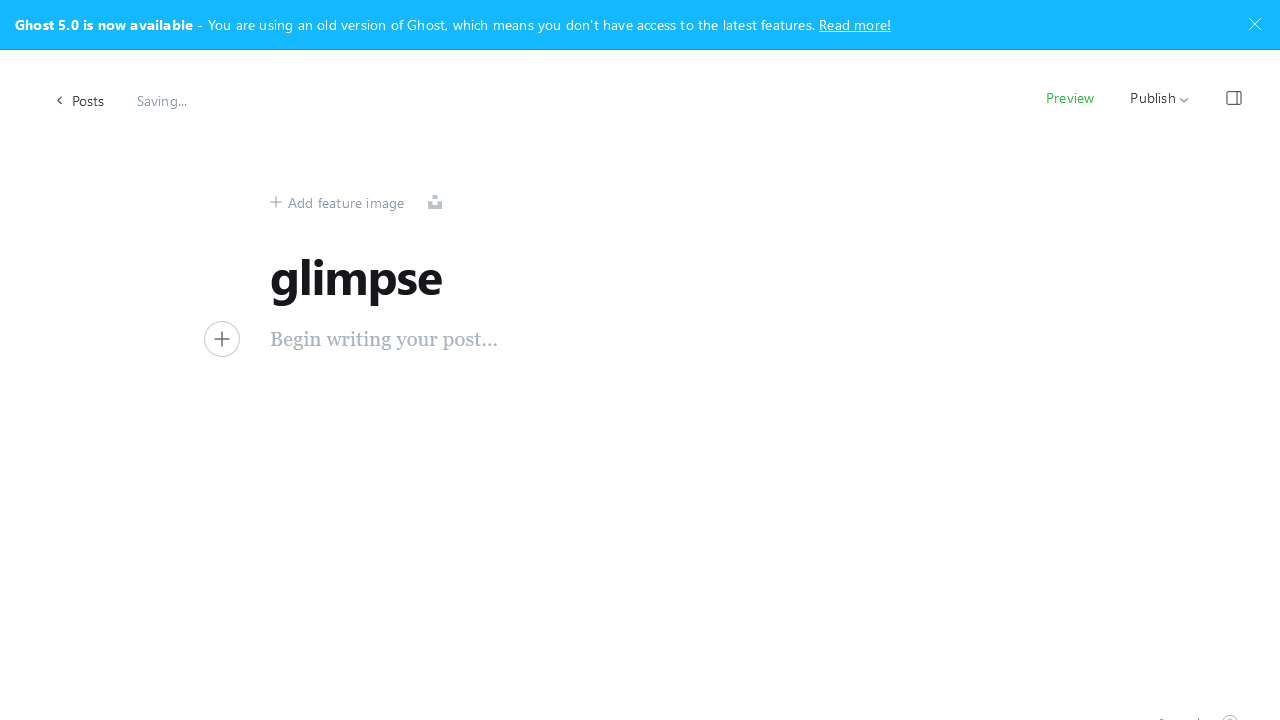 Ghost 5.0 is now available - You are using an old version of Ghost, which means you don't have access to the latest features. Read more!
Posts
Saving...
Preview
Publish
Add feature image
glimpse
Begin writing your post...